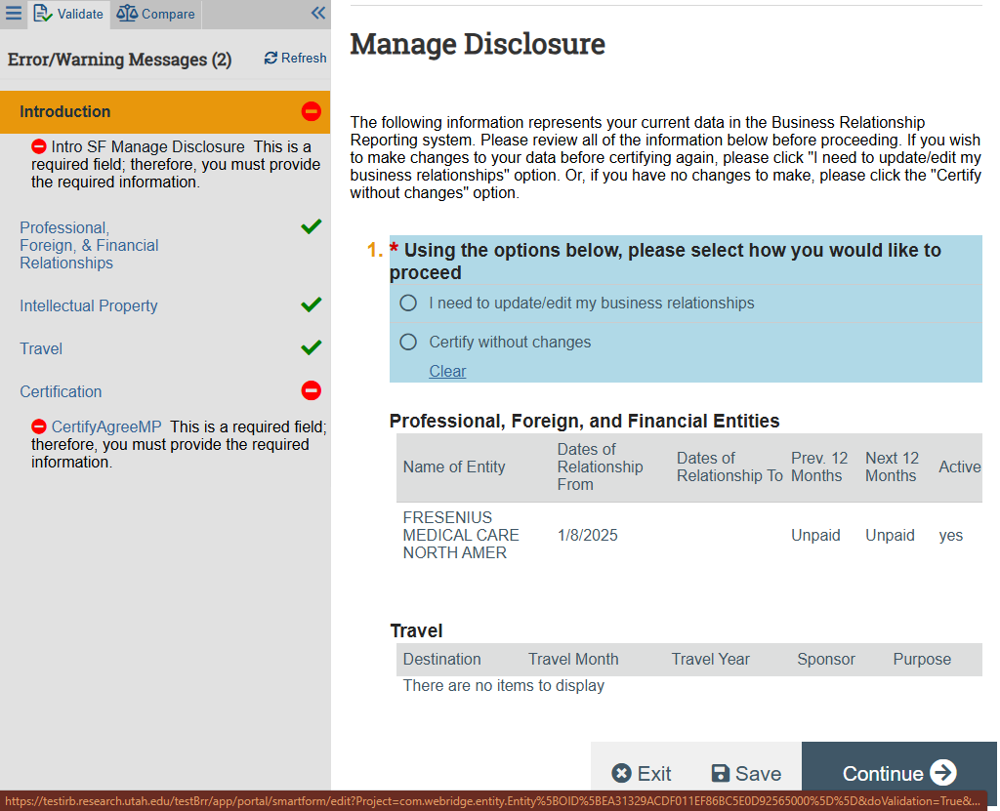 Validate
Compare
Error/Warning Messages (2)
Refresh
Introduction
Intro SF Manage Disclosure This is a
required field; therefore, you must provide
the required information.
Professional,
Foreign, & Financial
Relationships
Intellectual Property
Travel
Certification
CertifyAgreeMP This is a required field;
therefore, you must provide the required
information.
Manage Disclosure
The following information represents your current data in the Business Relationship
Reporting system. Please review all of the information below before proceeding. If you wish
to make changes to your data before certifying again, please click "I need to update/edit my
business relationships" option. Or, if you have no changes to make, please click the "Certify
without changes" option.
1. * Using the options below, please select how you would like to
proceed
I need to update/edit my business relationships
Certify without changes
Clear
Professional, Foreign, and Financial Entities
Name of Entity Dates of Relationship From Dates of Relationship To Prev. 12 Months Next 12 Months Active
FRESENIUS MEDICAL CARE NORTH AMER 1/8/2025 Unpaid Unpaid yes
Travel
Destination Travel Month Travel Year Sponsor Purpose
There are no items to display
Exit Save Continue
https://testirb.research.utah.edu/testBrr/app/portal/smartform/edit?Project=com.webridge.entity.Entity%5BOID%5BEA31329ACDF011EF86BC5E0D92565000%5D%5D&doValidation=True&...